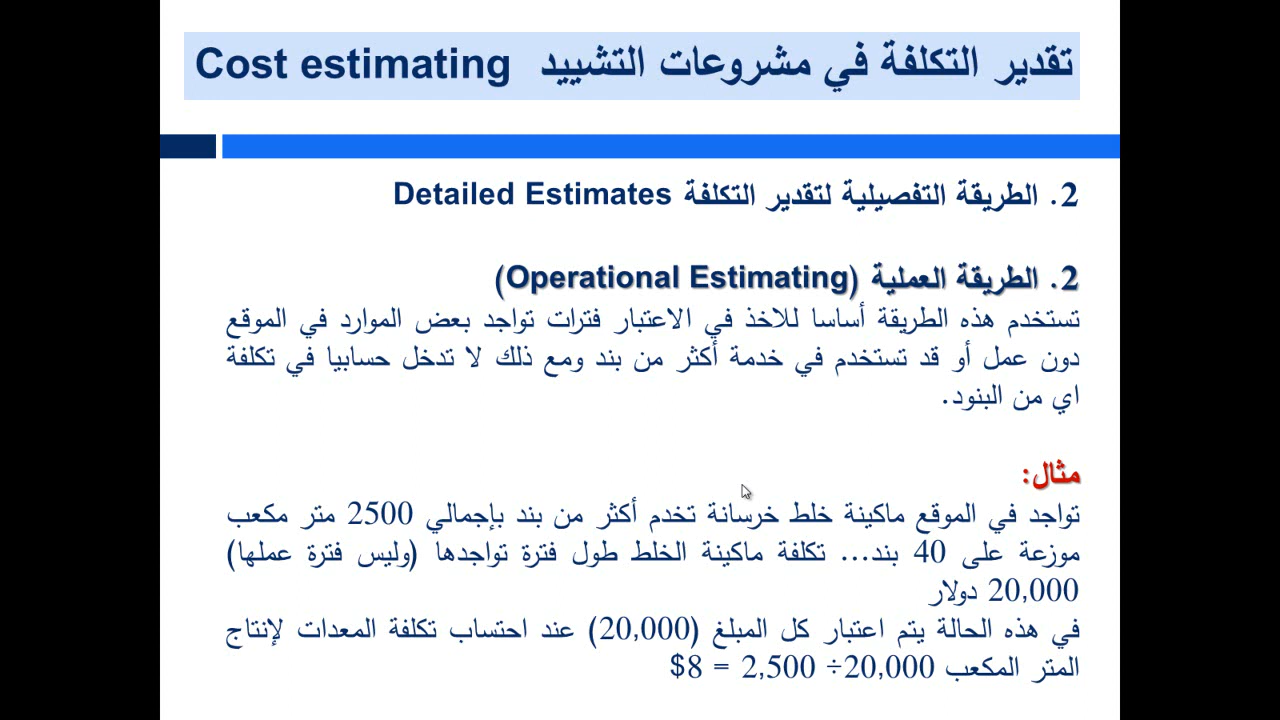 تقدير التكلفة في مشروعات التشييد Cost estimating
2. الطريقة التفصيلية لتقدير التكلفة Detailed Estimates
2. الطريقة العملية (Operational Estimating)
تستخدم هذه الطريقة أساسا للاخذ في الاعتبار فترات تواجد بعض الموارد في الموقع
دون عمل أو قد تستخدم في خدمة أكثر من بند ومع ذلك لا تدخل حسابيا في تكلفة
اي من البنود.
مثال:
تواجد في الموقع ماكينة خلط خرسانة تخدم أكثر من بند بإجمالي 2500 متر مكعب
موزعة على 40 بند... تكلفة ماكينة الخلط طول فترة تواجدها (وليس فترة عملها)
20,000 دولار
في هذه الحالة يتم اعتبار كل المبلغ (20,000) عند احتساب تكلفة المعدات لإنتاج
المتر المكعب 20,000÷ 2,500 = 8$